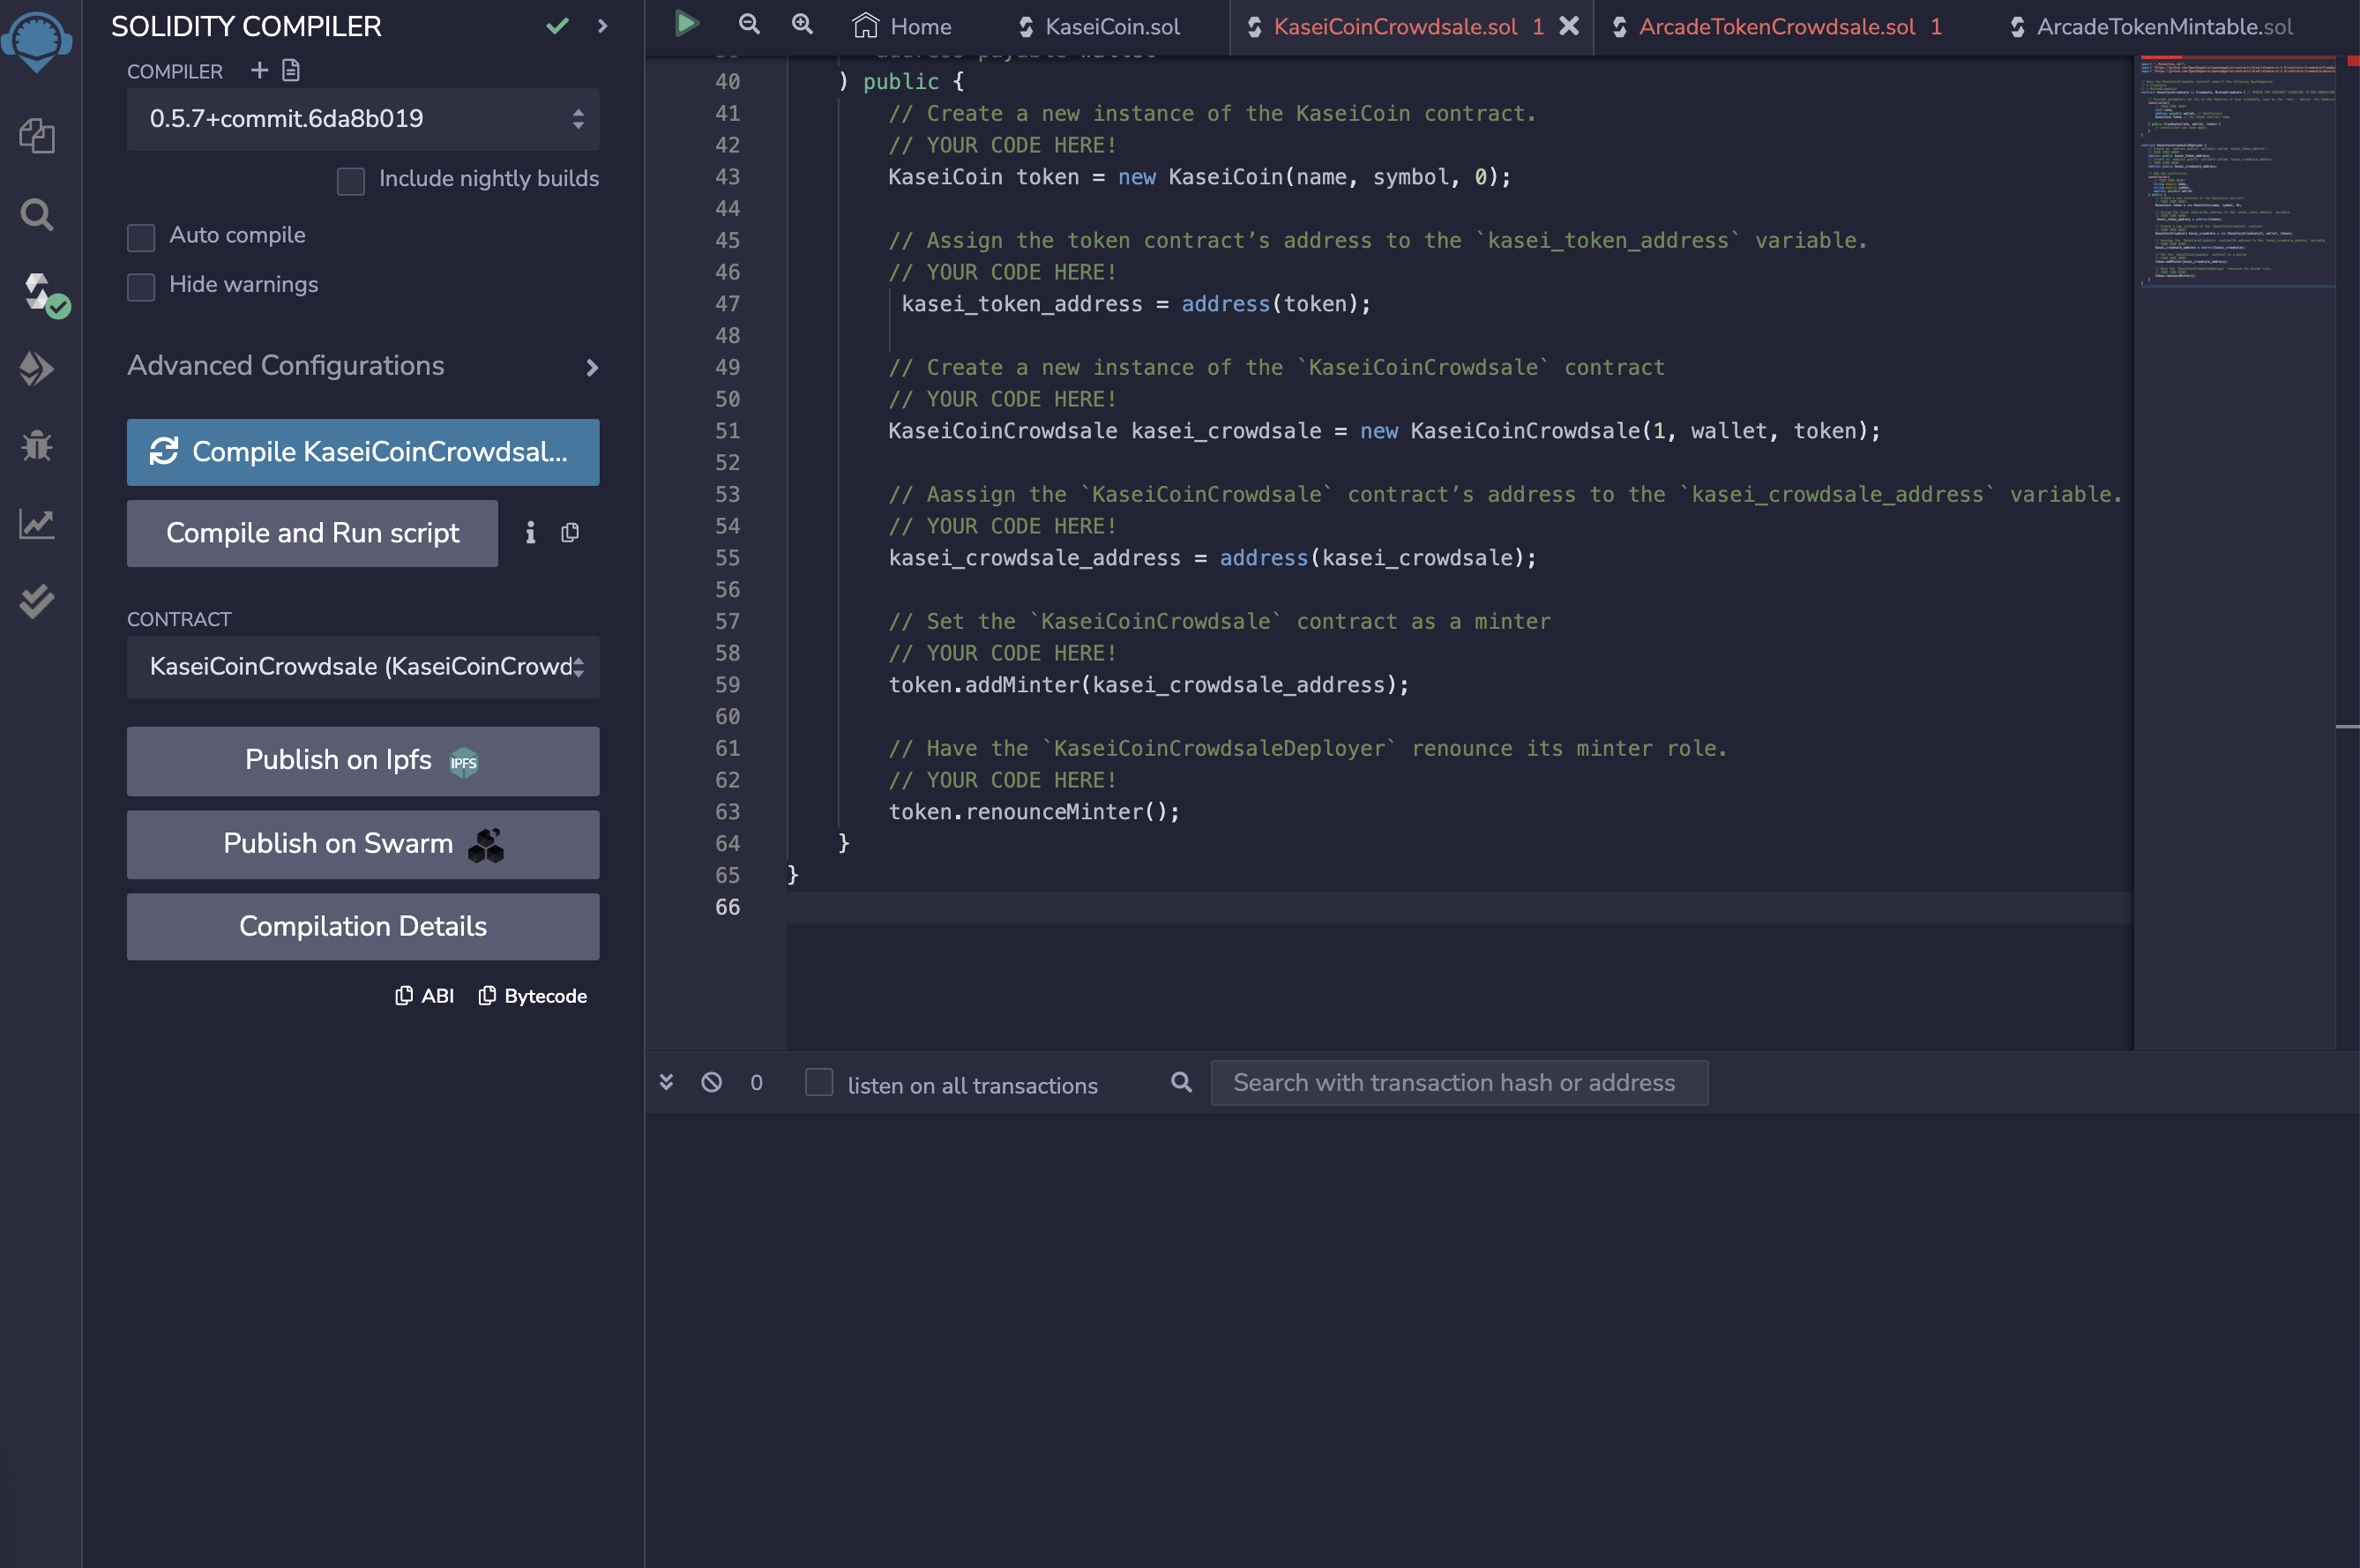 SOLIDITY COMPILER
COMPILER
0.5.7+commit.6da8b019
Include nightly builds
Auto compile
Hide warnings
Advanced Configurations
Compile KaseiCoinCrowdsal...
Compile and Run script
CONTRACT
KaseiCoinCrowdsale (KaseiCoinCrowd
Publish on Ipfs IPFS
Publish on Swarm
Compilation Details
ABI Bytecode
Home KaseiCoin.sol KaseiCoinCrowdsale.sol 1 ArcadeTokenCrowdsale.sol 1 ArcadeTokenMintable.sol
40 ) public {
41 // Create a new instance of the KaseiCoin contract.
42 // YOUR CODE HERE!
43 KaseiCoin token = new KaseiCoin(name, symbol, 0);
44
45 // Assign the token contract’s address to the `kasei_token_address` variable.
46 // YOUR CODE HERE!
47 kasei_token_address = address(token);
48
49 // Create a new instance of the `KaseiCoinCrowdsale` contract
50 // YOUR CODE HERE!
51 KaseiCoinCrowdsale kasei_crowdsale = new KaseiCoinCrowdsale(1, wallet, token);
52
53 // Aassign the `KaseiCoinCrowdsale` contract’s address to the `kasei_crowdsale_address` variable.
54 // YOUR CODE HERE!
55 kasei_crowdsale_address = address(kasei_crowdsale);
56
57 // Set the `KaseiCoinCrowdsale` contract as a minter
58 // YOUR CODE HERE!
59 token.addMinter(kasei_crowdsale_address);
60
61 // Have the `KaseiCoinCrowdsaleDeployer` renounce its minter role.
62 // YOUR CODE HERE!
63 token.renounceMinter();
64 }
65 }
66
0 listen on all transactions Search with transaction hash or address